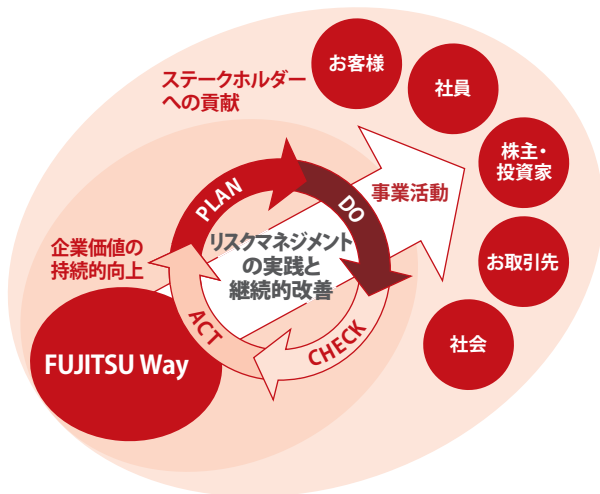 ステークホルダー
への貢献
お客様
社員
株主・
投資家
お取引先
社会
事業活動
PLAN
DO
CHECK
ACT
リスクマネジメント
の実践と
継続的改善
企業価値の
持続的向上
FUJITSU Way